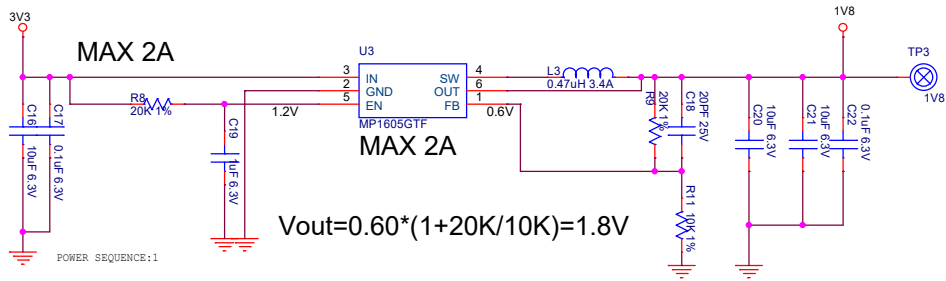 3V3
1V8
MAX 2A
U3
TP3
3 IN SW 4
2 GND OUT 6
5 EN FB 1
L3
0.47uH 3.4A
1V8
R8
20K 1%
1.2V
0.6V
MP1605GTF
MAX 2A
C16
10uF 6.3V
C17
0.1uF 6.3V
C19
1uF 6.3V
R9
20K 1%
C18
20PF 25V
R11
10K 1%
C20
10uF 6.3V
C21
10uF 6.3V
C22
0.1uF 6.3V
Vout=0.60*(1+20K/10K)=1.8V
POWER SEQUENCE:1